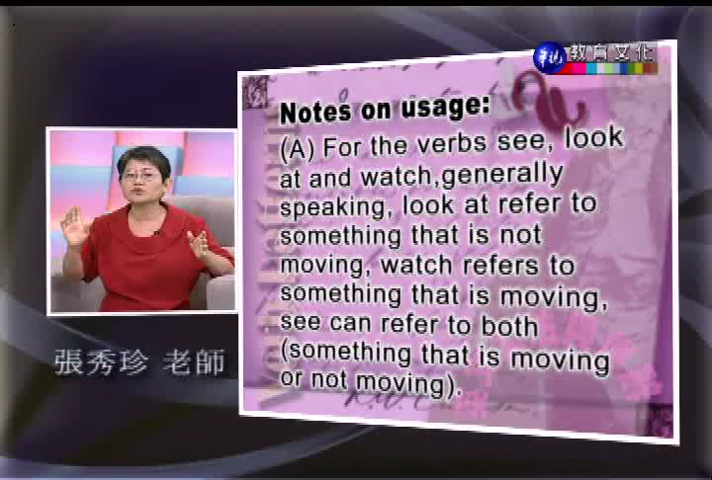 華視 教育文化
Notes on usage:
(A) For the verbs see, look
at and watch,generally
speaking, look at refer to
something that is not
moving, watch refers to
something that is moving,
see can refer to both
(something that is moving
or not moving).
張秀珍 老師